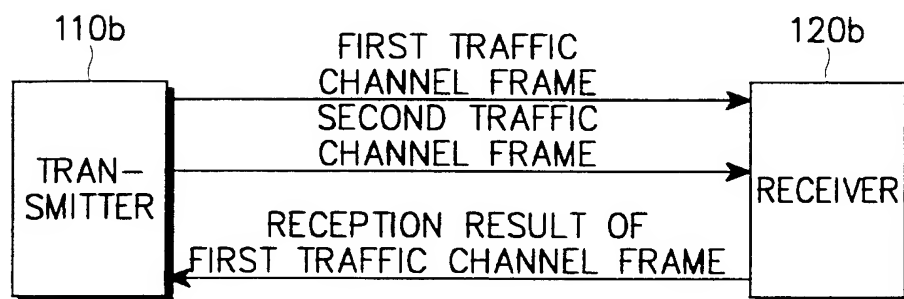 110b
120b
FIRST TRAFFIC
CHANNEL FRAME
SECOND TRAFFIC
CHANNEL FRAME
TRAN-
SMITTER
RECEIVER
RECEPTION RESULT OF
FIRST TRAFFIC CHANNEL FRAME